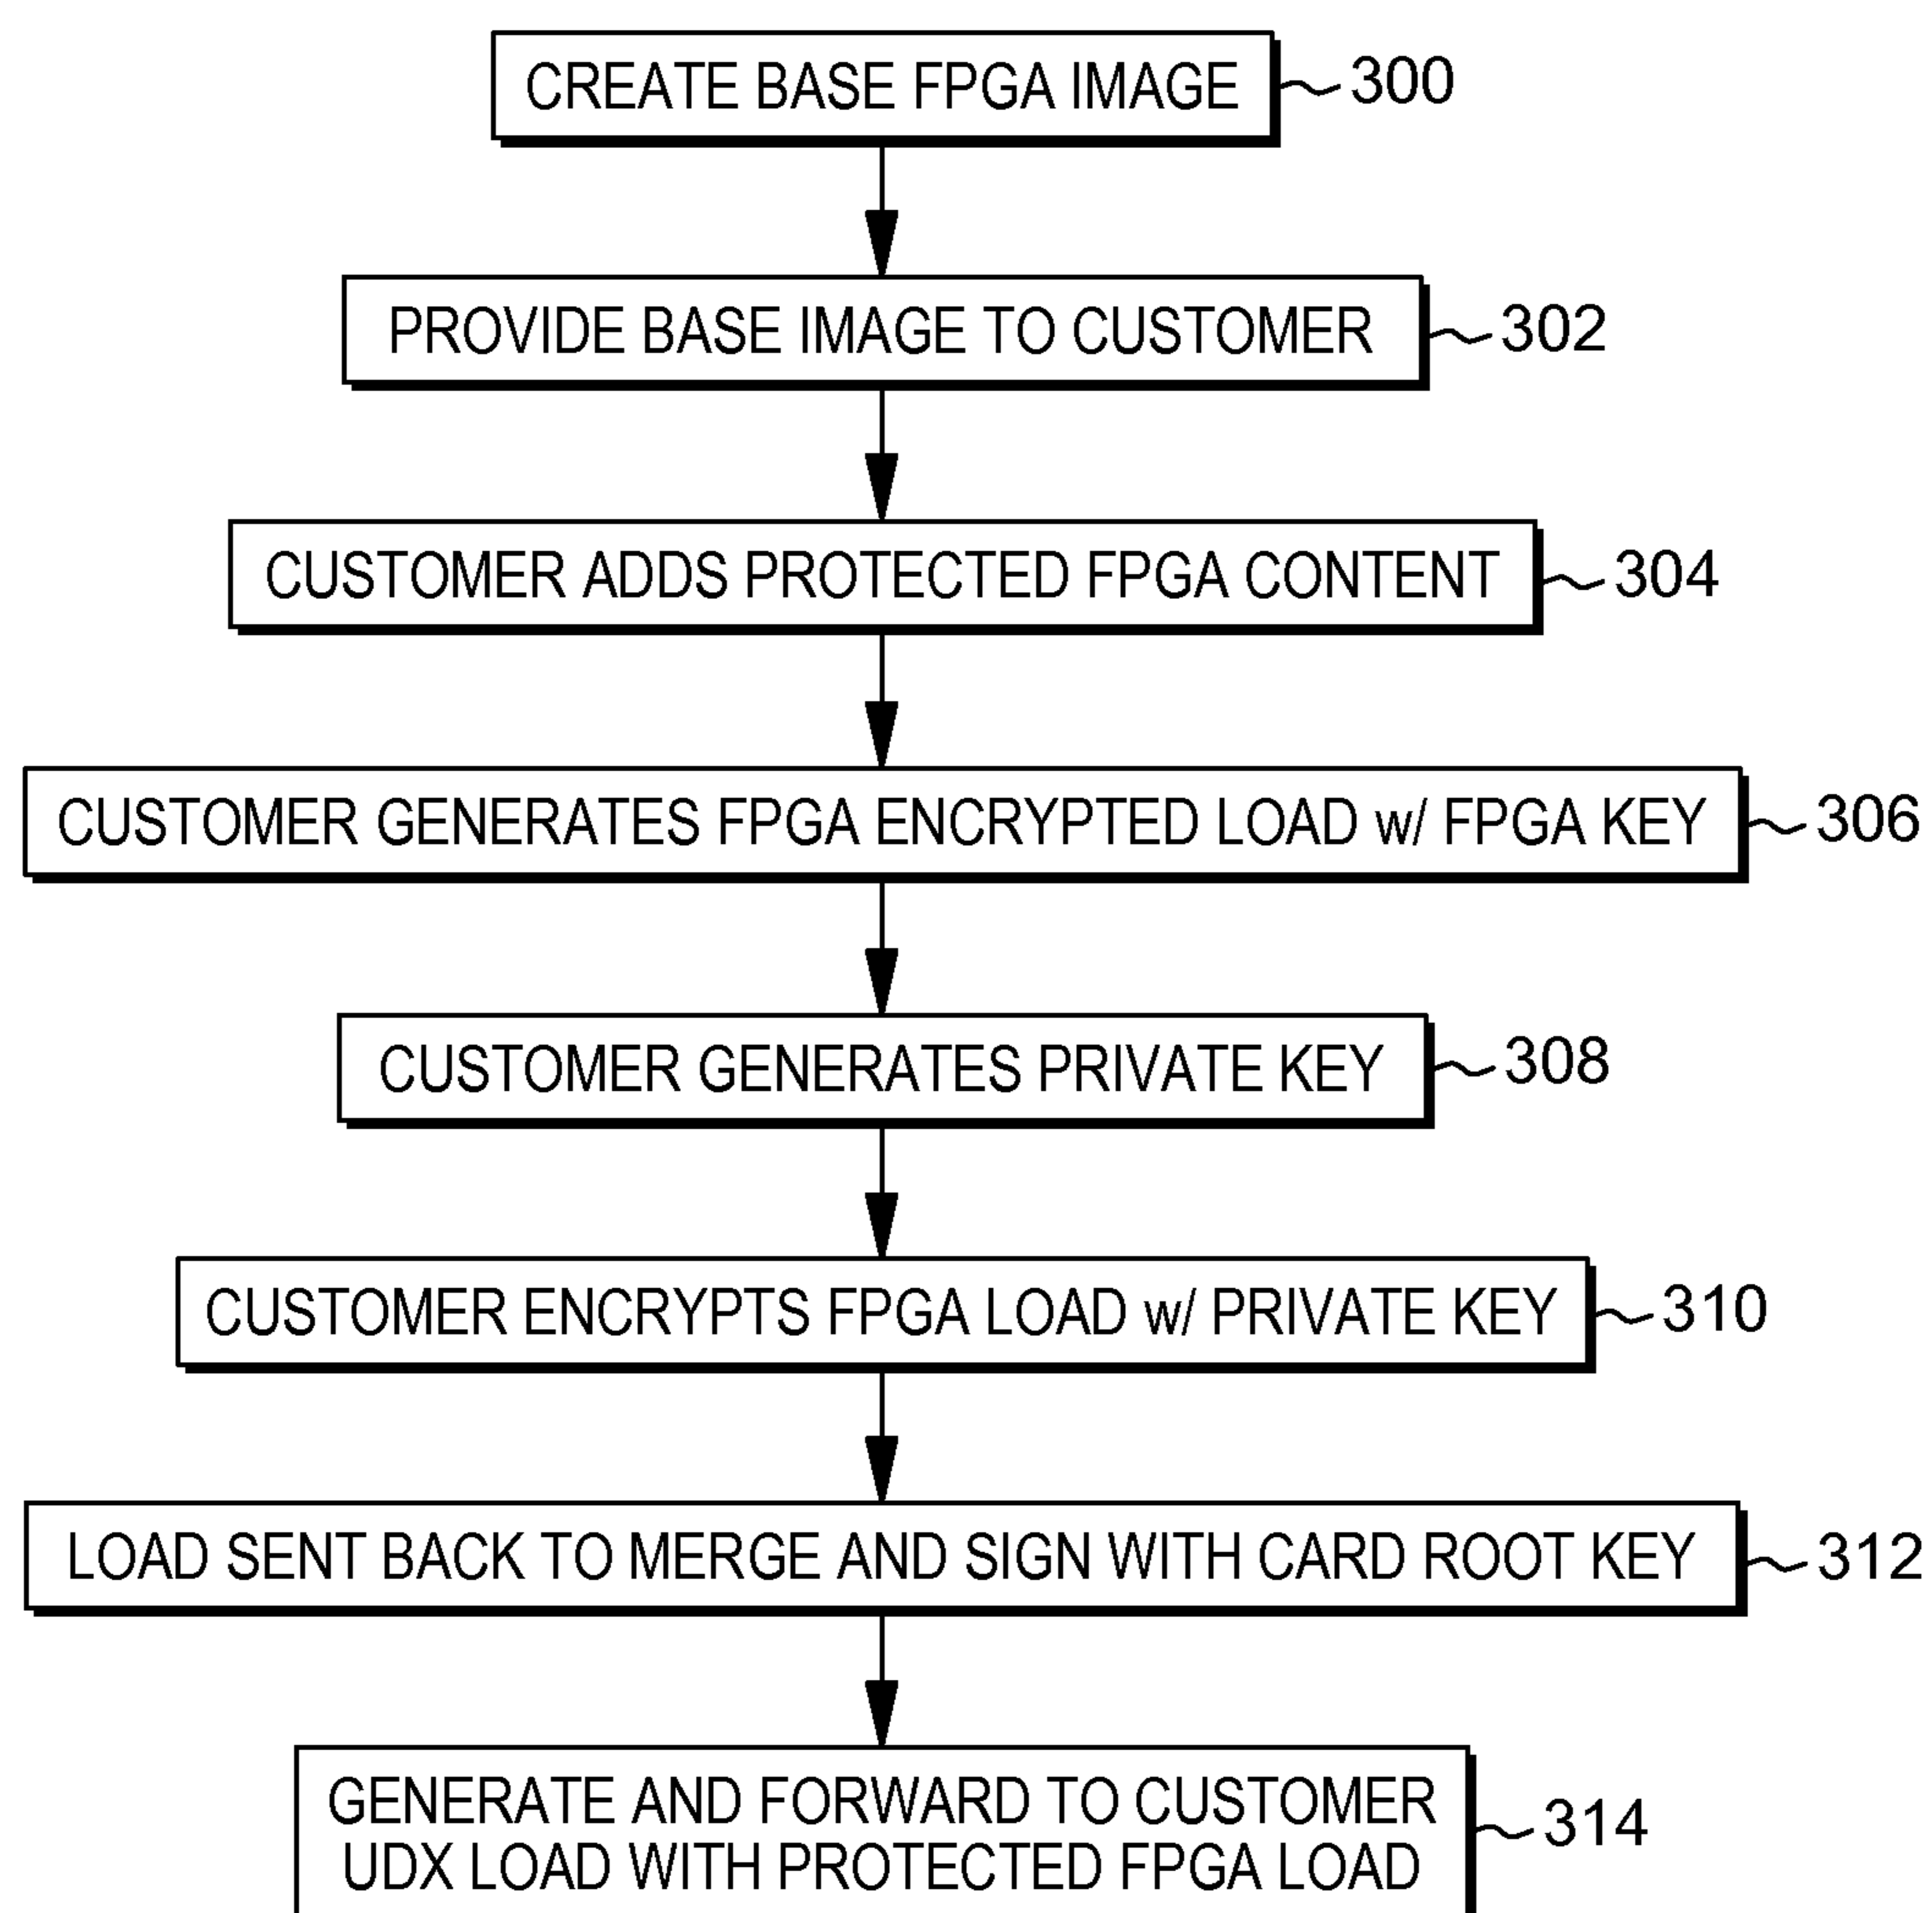 CREATE BASE FPGA IMAGE 300
PROVIDE BASE IMAGE TO CUSTOMER 302
CUSTOMER ADDS PROTECTED FPGA CONTENT 304
CUSTOMER GENERATES FPGA ENCRYPTED LOAD w/ FPGA KEY 306
CUSTOMER GENERATES PRIVATE KEY 308
CUSTOMER ENCRYPTS FPGA LOAD w/ PRIVATE KEY 310
LOAD SENT BACK TO MERGE AND SIGN WITH CARD ROOT KEY 312
GENERATE AND FORWARD TO CUSTOMER
UDX LOAD WITH PROTECTED FPGA LOAD 314